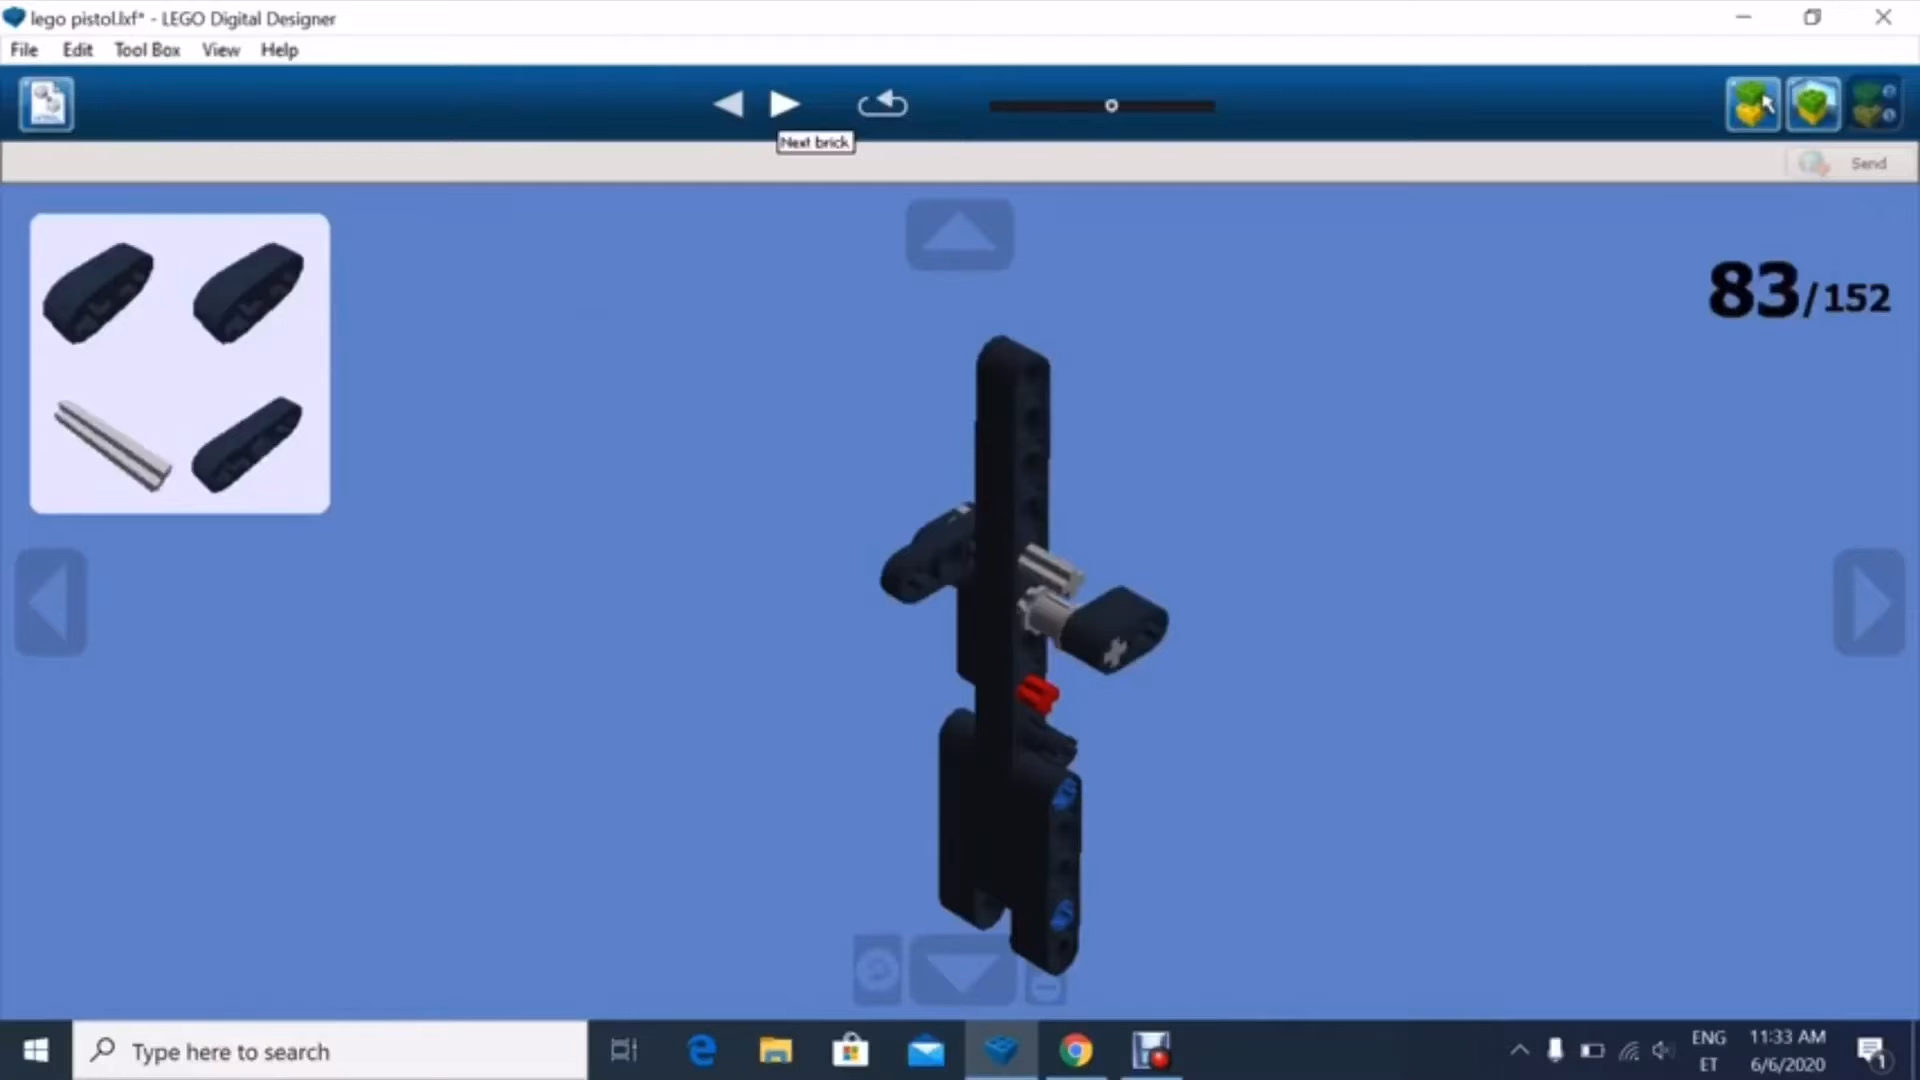 lego pistol.lxf* - LEGO Digital Designer
File Edit Tool Box View Help
Next brick
Send
83/152
Type here to search
ENG
ET
11:33 AM
6/6/2020
1